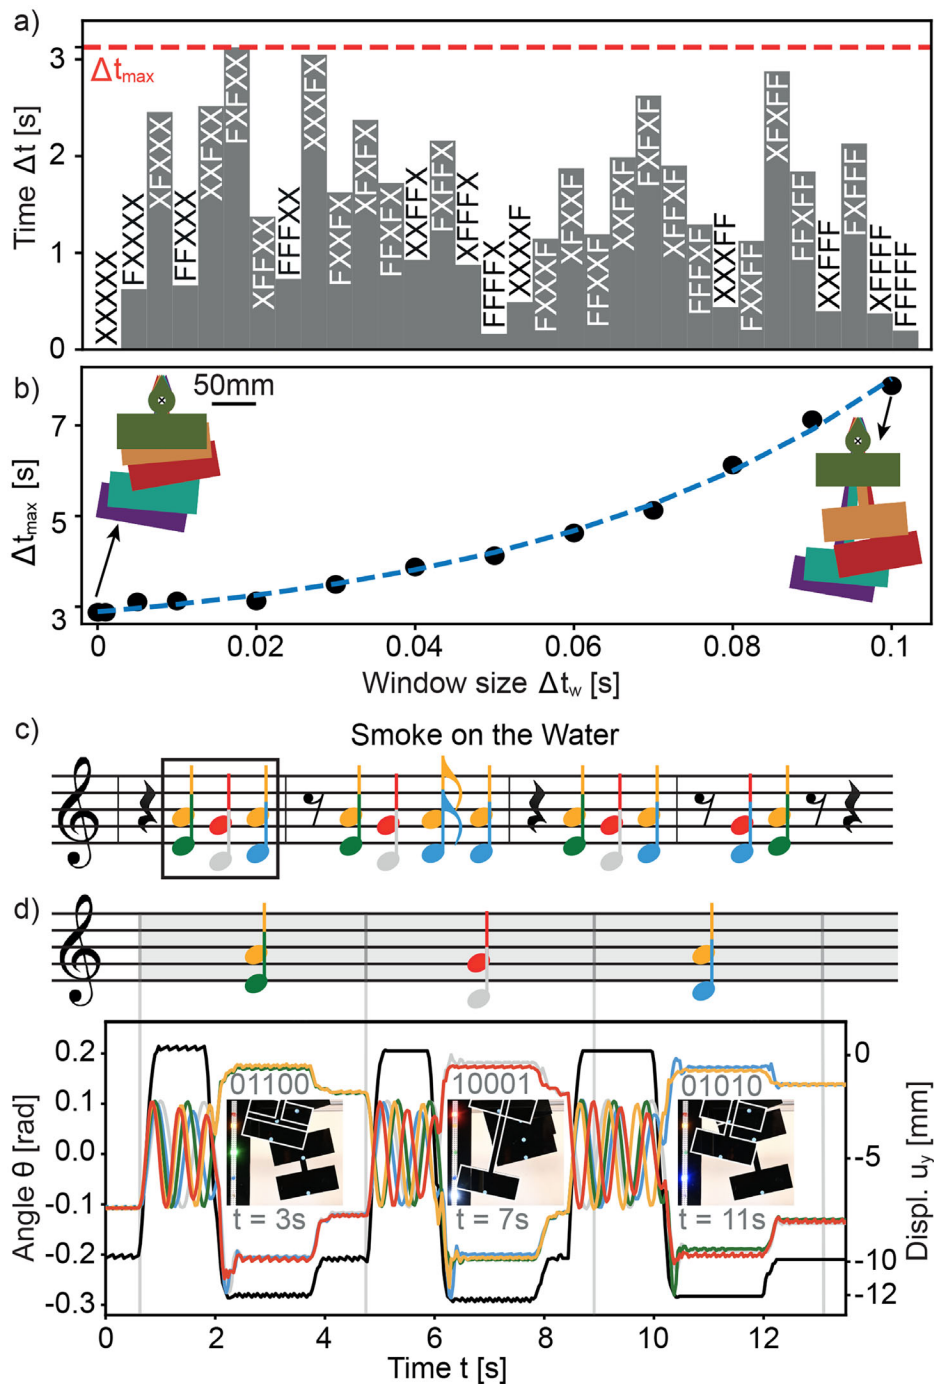 a)
Time Δt [s]
3
2
1
0
Δt_max
XXXXX
FXXXX
XFXXX
FFXXX
XXFXX
FXFXX
XFFXX
FFFXX
XXXFX
FXXFX
XFXFX
FFXFX
XXFFX
FXFFX
XFFFX
FFFFX
XXXXF
FXXXF
XFXXF
FFXXF
XXFXF
FXFXF
XFFXF
FFFXF
XXXFF
FXXFF
XFXFF
FFXFF
XXFFF
FXFFF
XFFFF
FFFFF
b)
50mm
Δt_max [s]
7
5
3
0 0.02 0.04 0.06 0.08 0.1
Window size Δt_w [s]
c)
Smoke on the Water
d)
Angle θ [rad]
0.2
0.1
0.0
-0.1
-0.2
-0.3
01100
t = 3s
10001
t = 7s
01010
t = 11s
0
-5
-10
-12
Displ. u_y [mm]
0 2 4 6 8 10 12
Time t [s]